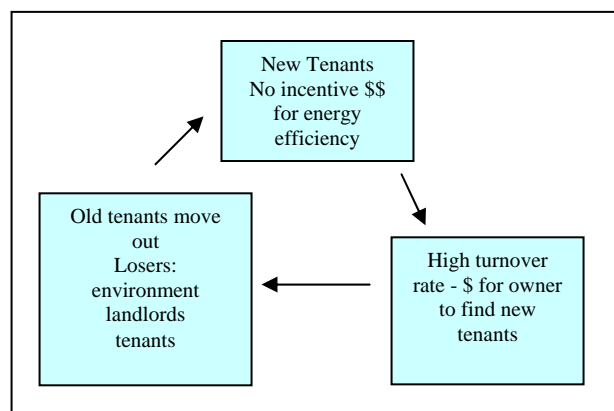 New Tenants
No incentive $$
for energy
efficiency
Old tenants move
out
Losers:
environment
landlords
tenants
High turnover
rate - $ for owner
to find new
tenants